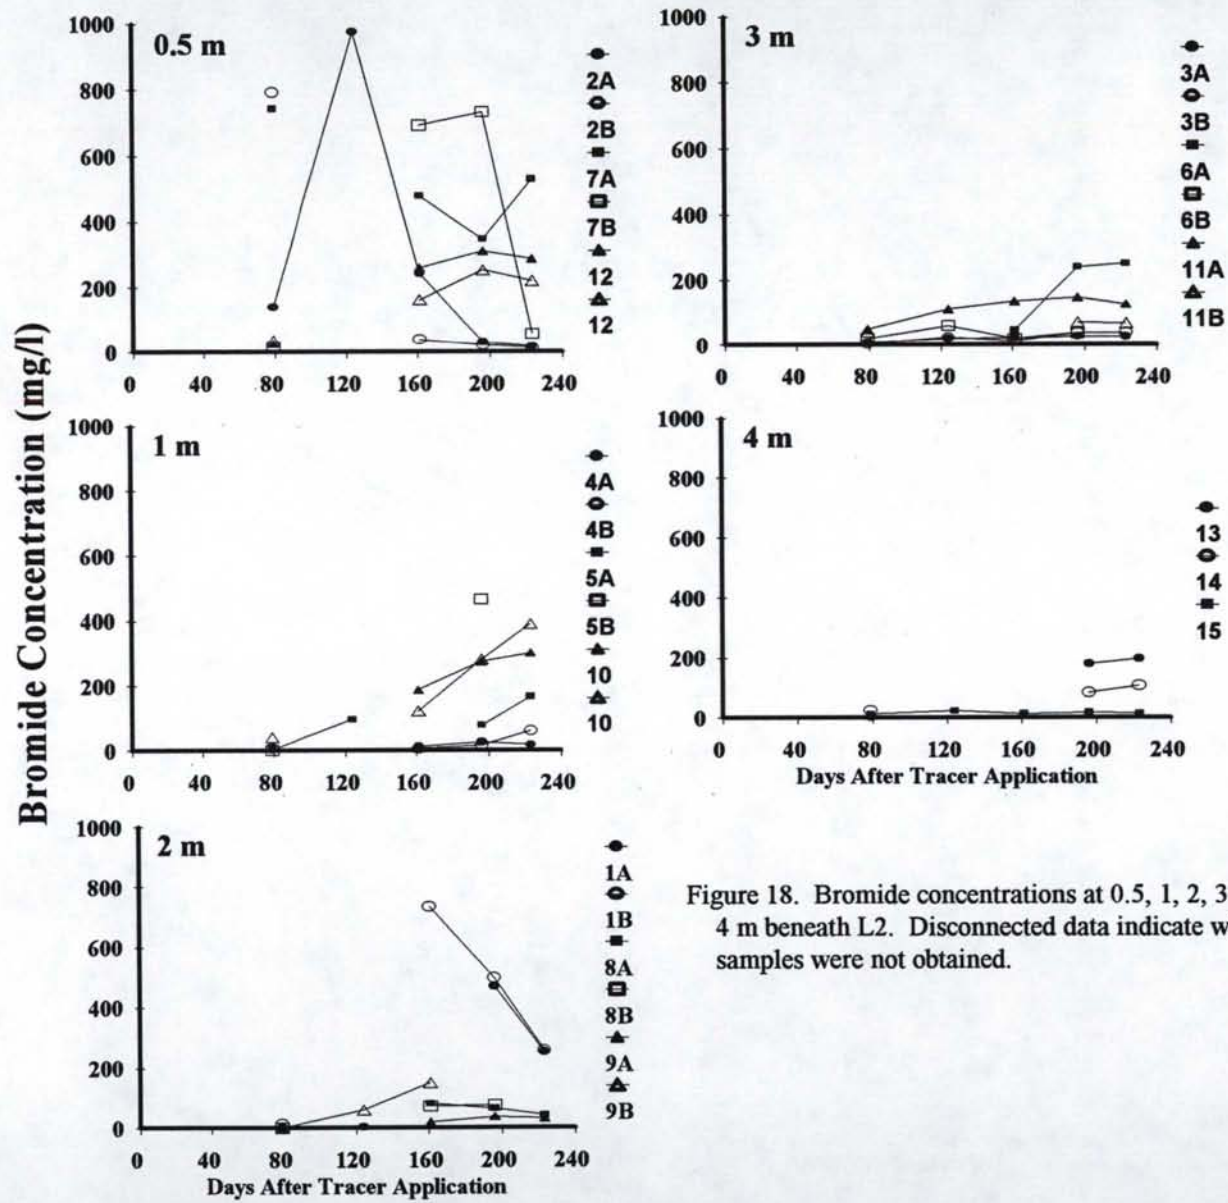 Bromide Concentration (mg/l)
0.5 m
1000
800
600
400
200
0
0 40 80 120 160 200 240
2A
2B
7A
7B
12
12
3 m
1000
800
600
400
200
0
0 40 80 120 160 200 240
3A
3B
6A
6B
11A
11B
1 m
1000
800
600
400
200
0
0 40 80 120 160 200 240
4A
4B
5A
5B
10
10
4 m
1000
800
600
400
200
0
0 40 80 120 160 200 240
Days After Tracer Application
13
14
15
2 m
1000
800
600
400
200
0
0 40 80 120 160 200 240
Days After Tracer Application
1A
1B
8A
8B
9A
9B
Figure 18. Bromide concentrations at 0.5, 1, 2, 3
4 m beneath L2. Disconnected data indicate w
samples were not obtained.